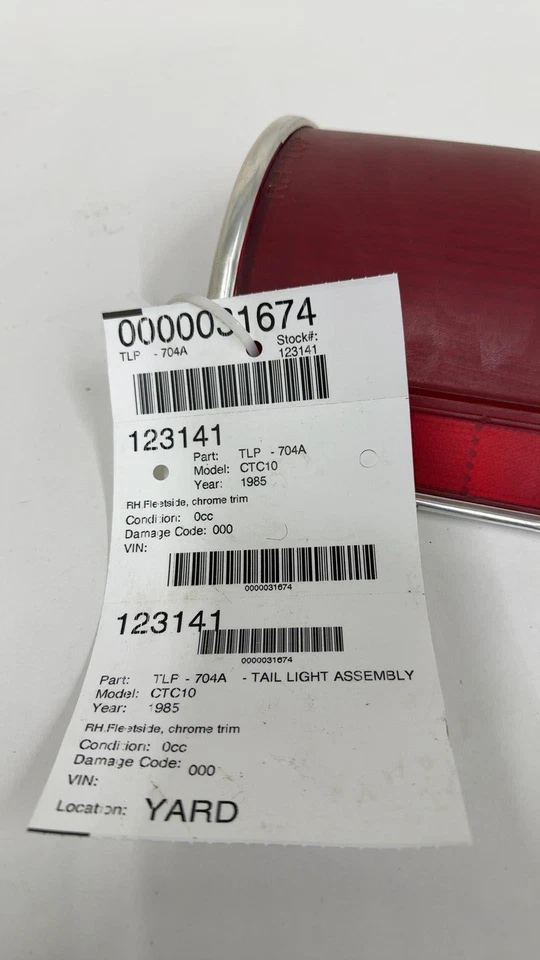 0000031674
TLP - 704A
Stock#:
123141
123141
Part: TLP - 704A
Model: CTC10
Year: 1985
RH.Fleetside, chrome trim
Condition: 0cc
Damage Code: 000
VIN:
0000031674
123141
0000031674
Part: TLP - 704A - TAIL LIGHT ASSEMBLY
Model: CTC10
Year: 1985
RH.Fleetside, chrome trim
Condition: 0cc
Damage Code: 000
VIN:
Location: YARD